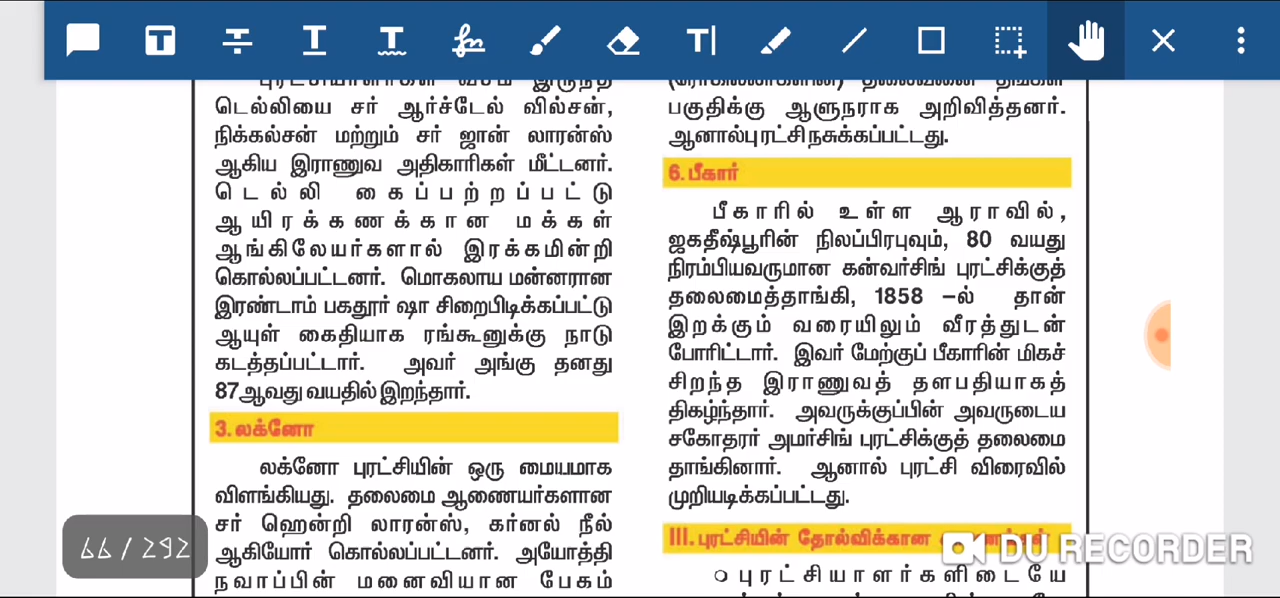 டெல்லியை சர் ஆர்ச்டேல் வில்சன்,
நிக்கல்சன் மற்றும் சர் ஜான் லாரன்ஸ்
ஆகிய இராணுவ அதிகாரிகள் மீட்டனர்.
டெல்லி கைப்பற்றப்பட்டு
ஆயிரக்கணக்கான மக்கள்
ஆங்கிலேயர்களால் இரக்கமின்றி
கொல்லப்பட்டனர். மொகலாய மன்னரான
இரண்டாம் பகதூர் ஷா சிறைபிடிக்கப்பட்டு
ஆயுள் கைதியாக ரங்கூனுக்கு நாடு
கடத்தப்பட்டார். அவர் அங்கு தனது
87ஆவது வயதில் இறந்தார்.
3. லக்னோ
லக்னோ புரட்சியின் ஒரு மையமாக
விளங்கியது. தலைமை ஆணையர்களான
சர் ஹென்றி லாரன்ஸ், கர்னல் நீல்
ஆகியோர் கொல்லப்பட்டனர். அயோத்தி
நவாப்பின் மனைவியான பேகம்
பகுதிக்கு ஆளுநராக அறிவித்தனர்.
ஆனால்புரட்சிநசுக்கப்பட்டது.
6. பீகார்
பீகாரில் உள்ள ஆராவில்,
ஜகதீஷ்பூரின் நிலப்பிரபுவும், 80 வயது
நிரம்பியவருமான கன்வர்சிங் புரட்சிக்குத்
தலைமைத்தாங்கி, 1858 –ல் தான்
இறக்கும் வரையிலும் வீரத்துடன்
போரிட்டார். இவர் மேற்குப் பீகாரின் மிகச்
சிறந்த இராணுவத் தளபதியாகத்
திகழ்ந்தார். அவருக்குப்பின் அவருடைய
சகோதரர் அமர்சிங் புரட்சிக்குத் தலைமை
தாங்கினார். ஆனால் புரட்சி விரைவில்
முறியடிக்கப்பட்டது.
III. புரட்சியின் தோல்விக்கான
○ புரட்சியாளர்களிடையே
66 / 292
DU RECORDER